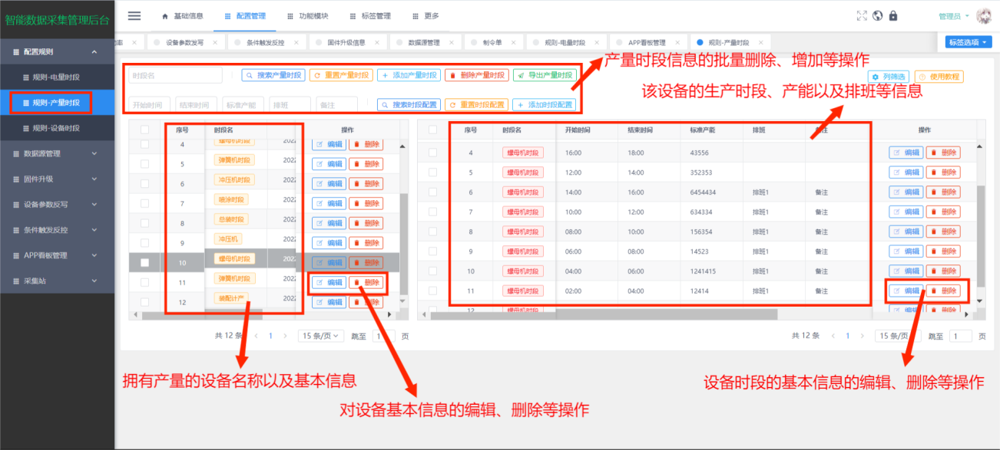 智能数据采集管理后台
基础信息
配置管理
功能模块
标签管理
更多
管理员
设备参数反写
条件触发反控
固件升级信息
数据源管理
制令单
规则-电量时段
APP看板管理
规则-产量时段
标签选项
配置规则
规则-电量时段
规则-产量时段
规则-设备时段
数据源管理
固件升级
设备参数反写
条件触发反控
APP看板管理
采集站
产量时段信息的批量删除、增加等操作
该设备的生产时段、产能以及排班等信息
时段名 搜索产量时段 重置产量时段 添加产量时段 删除产量时段 导出产量时段
列筛选 使用教程
开始时间 结束时间 标准产能 排班 备注 搜索时段配置 重置时段配置 添加时段配置
序号 时段名 操作
4 螺母机时段 2022 编辑 删除
5 弹簧机时段 2022 编辑 删除
6 冲压机时段 2022 编辑 删除
7 喷涂时段 2022 编辑 删除
8 总装时段 2022 编辑 删除
9 冲压机 2022 编辑 删除
10 螺母机时段 2022 编辑 删除
11 弹簧机时段 2022 编辑 删除
12 装配计产 2022 编辑 删除
共 12 条 < 1 > 15 条/页 跳至 1 页
序号 时段名 开始时间 结束时间 标准产能 排班 备注 操作
4 螺母机时段 16:00 18:00 43556 编辑 删除
5 螺母机时段 12:00 14:00 352353 编辑 删除
6 螺母机时段 14:00 16:00 6454434 排班1 备注 编辑 删除
7 螺母机时段 10:00 12:00 634334 排班1 备注 编辑 删除
8 螺母机时段 08:00 10:00 156354 排班1 备注 编辑 删除
9 螺母机时段 06:00 08:00 14523 排班1 备注 编辑 删除
10 螺母机时段 04:00 06:00 1241415 排班1 备注 编辑 删除
11 螺母机时段 02:00 04:00 12414 排班1 备注 编辑 删除
12 螺母机时段 编辑 删除
共 12 条 < 1 > 15 条/页 跳至 1 页
拥有产量的设备名称以及基本信息
设备时段的基本信息的编辑、删除等操作
对设备基本信息的编辑、删除等操作